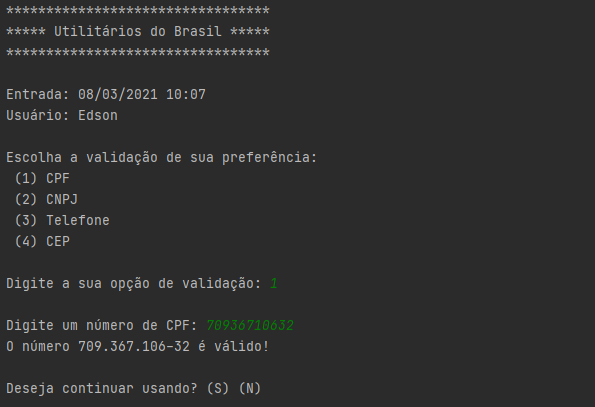 *********************************
***** Utilitários do Brasil *****
*********************************
Entrada: 08/03/2021 10:07
Usuário: Edson
Escolha a validação de sua preferência:
(1) CPF
(2) CNPJ
(3) Telefone
(4) CEP
Digite a sua opção de validação: 1
Digite um número de CPF: 70936710632
O número 709.367.106-32 é válido!
Deseja continuar usando? (S) (N)